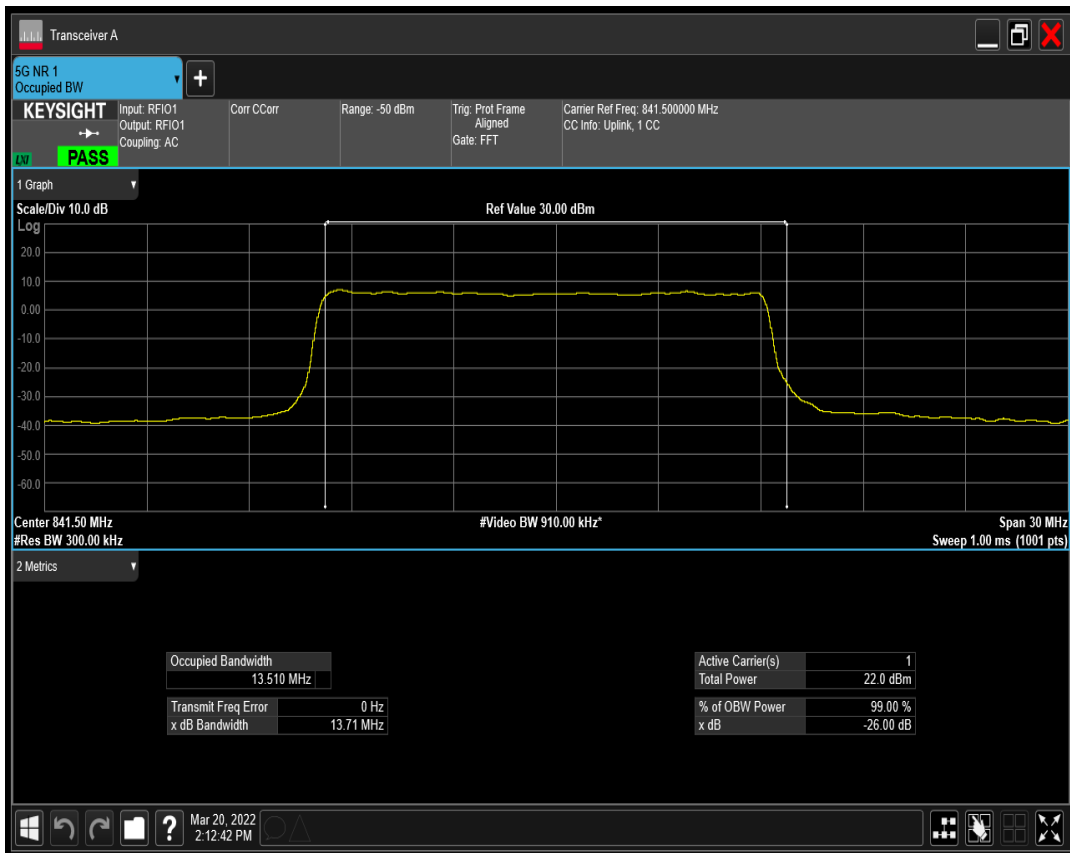 Transceiver A
5G NR 1
Occupied BW
+
KEYSIGHT
LXI
PASS
Input: RFIO1
Output: RFIO1
Coupling: AC
Corr CCorr
Range: -50 dBm
Trig: Prot Frame
Aligned
Gate: FFT
Carrier Ref Freq: 841.500000 MHz
CC Info: Uplink, 1 CC
1 Graph
Scale/Div 10.0 dB
Ref Value 30.00 dBm
Log
20.0
10.0
0.00
-10.0
-20.0
-30.0
-40.0
-50.0
-60.0
Center 841.50 MHz
#Video BW 910.00 kHz*
Span 30 MHz
#Res BW 300.00 kHz
Sweep 1.00 ms (1001 pts)
2 Metrics
Occupied Bandwidth
13.510 MHz
Transmit Freq Error 0 Hz
x dB Bandwidth 13.71 MHz
Active Carrier(s) 1
Total Power 22.0 dBm
% of OBW Power 99.00 %
x dB -26.00 dB
?
Mar 20, 2022
2:12:42 PM